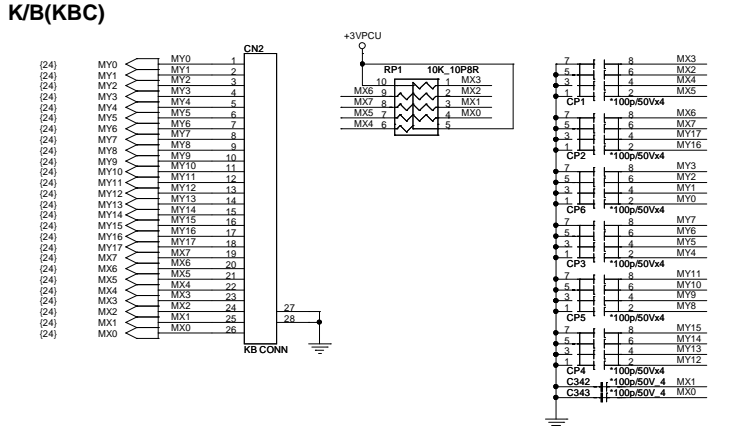 K/B(KBC)
CN2
{24} MY0 MY0 1
{24} MY1 MY1 2
{24} MY2 MY2 3
{24} MY3 MY3 4
{24} MY4 MY4 5
{24} MY5 MY5 6
{24} MY6 MY6 7
{24} MY7 MY7 8
{24} MY8 MY8 9
{24} MY9 MY9 10
{24} MY10 MY10 11
{24} MY11 MY11 12
{24} MY12 MY12 13
{24} MY13 MY13 14
{24} MY14 MY14 15
{24} MY15 MY15 16
{24} MY16 MY16 17
{24} MY17 MY17 18
{24} MX7 MX7 19
{24} MX6 MX6 20
{24} MX5 MX5 21
{24} MX4 MX4 22
{24} MX3 MX3 23
{24} MX2 MX2 24
{24} MX1 MX1 25
{24} MX0 MX0 26
27
28
KB CONN
+3VPCU
RP1 10K_10P8R
10 1 MX3
MX6 9 2 MX2
MX7 8 3 MX1
MX5 7 4 MX0
MX4 6 5
7 8 MX3
5 6 MX2
3 4 MX4
1 2 MX5
CP1 *100p/50Vx4
7 8 MX6
5 6 MX7
3 4 MY17
1 2 MY16
CP2 *100p/50Vx4
7 8 MY3
5 6 MY2
3 4 MY1
1 2 MY0
CP6 *100p/50Vx4
7 8 MY7
5 6 MY6
3 4 MY5
1 2 MY4
CP3 *100p/50Vx4
7 8 MY11
5 6 MY10
3 4 MY9
1 2 MY8
CP5 *100p/50Vx4
7 8 MY15
5 6 MY14
3 4 MY13
1 2 MY12
CP4 *100p/50Vx4
C342 *100p/50V_4 MX1
C343 *100p/50V_4 MX0